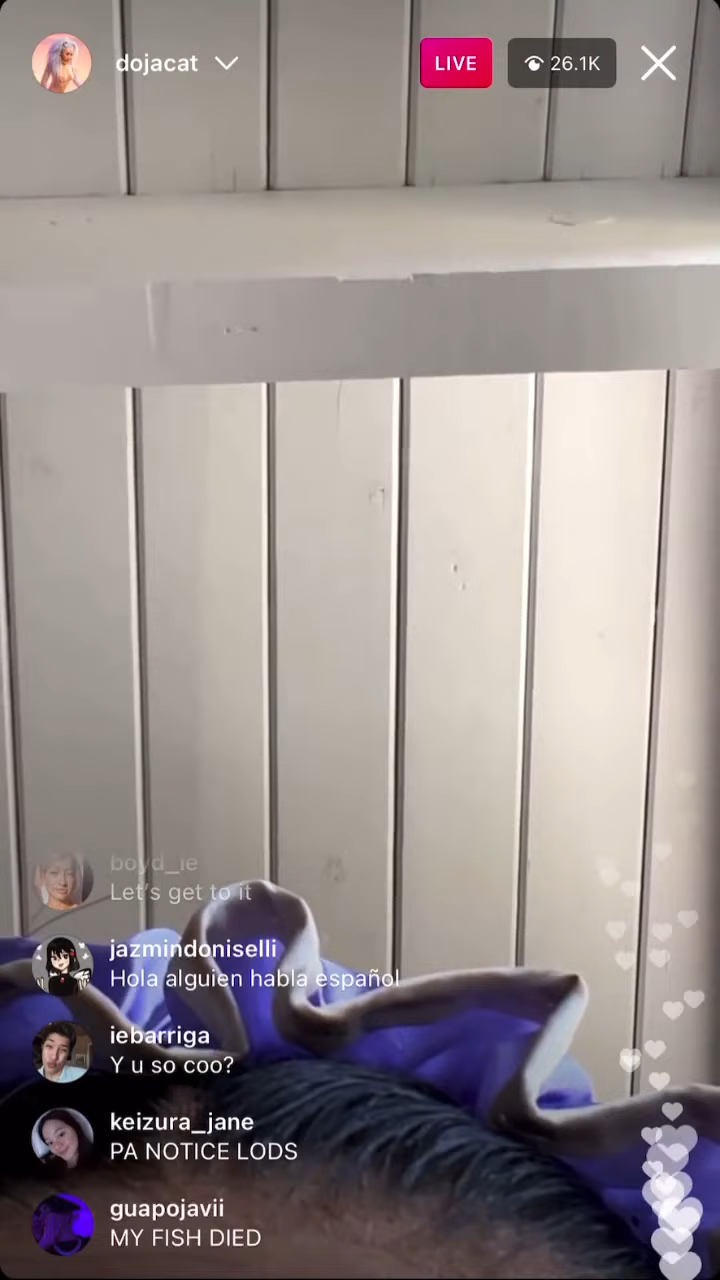 dojacat
LIVE
26.1K
boyd_ie
Let's get to it
jazmindoniselli
Hola alguien habla español
iebarriga
Y u so coo?
keizura_jane
PA NOTICE LODS
guapojavii
MY FISH DIED